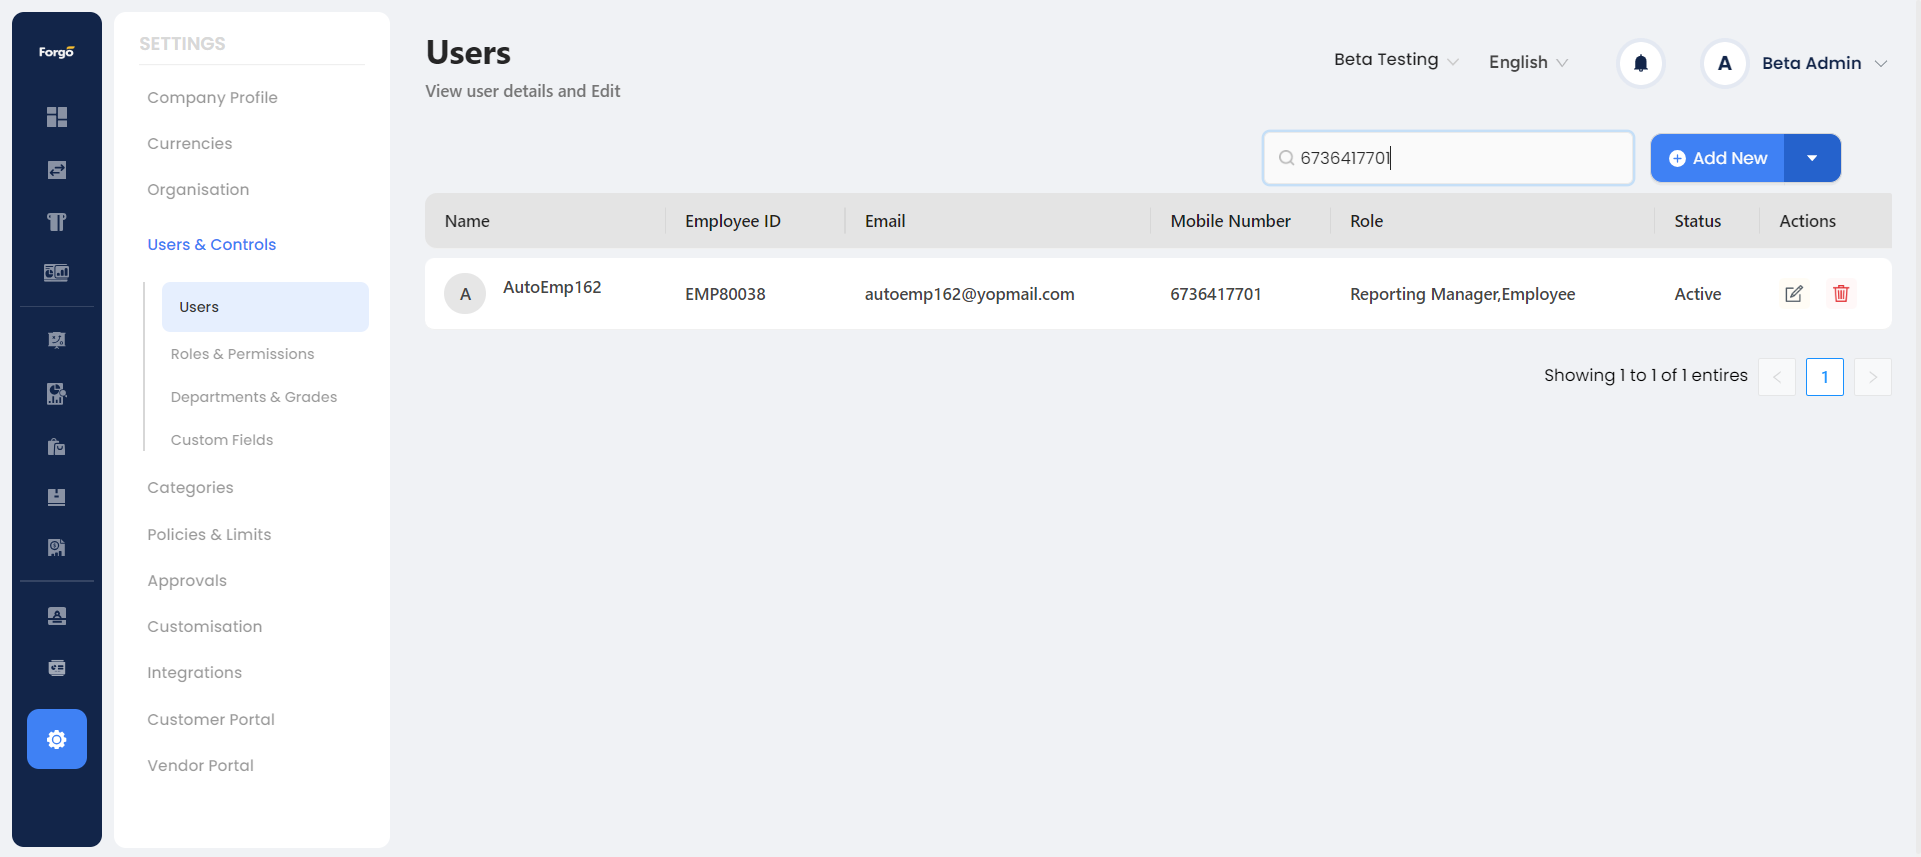 Forgo
SETTINGS
Company Profile
Currencies
Organisation
Users & Controls
Users
Roles & Permissions
Departments & Grades
Custom Fields
Categories
Policies & Limits
Approvals
Customisation
Integrations
Customer Portal
Vendor Portal
Users
View user details and Edit
Beta Testing
English
A
Beta Admin
6736417701
Add New
Name Employee ID Email Mobile Number Role Status Actions
A AutoEmp162 EMP80038 autoemp162@yopmail.com 6736417701 Reporting Manager,Employee Active
Showing 1 to 1 of 1 entires < 1 >